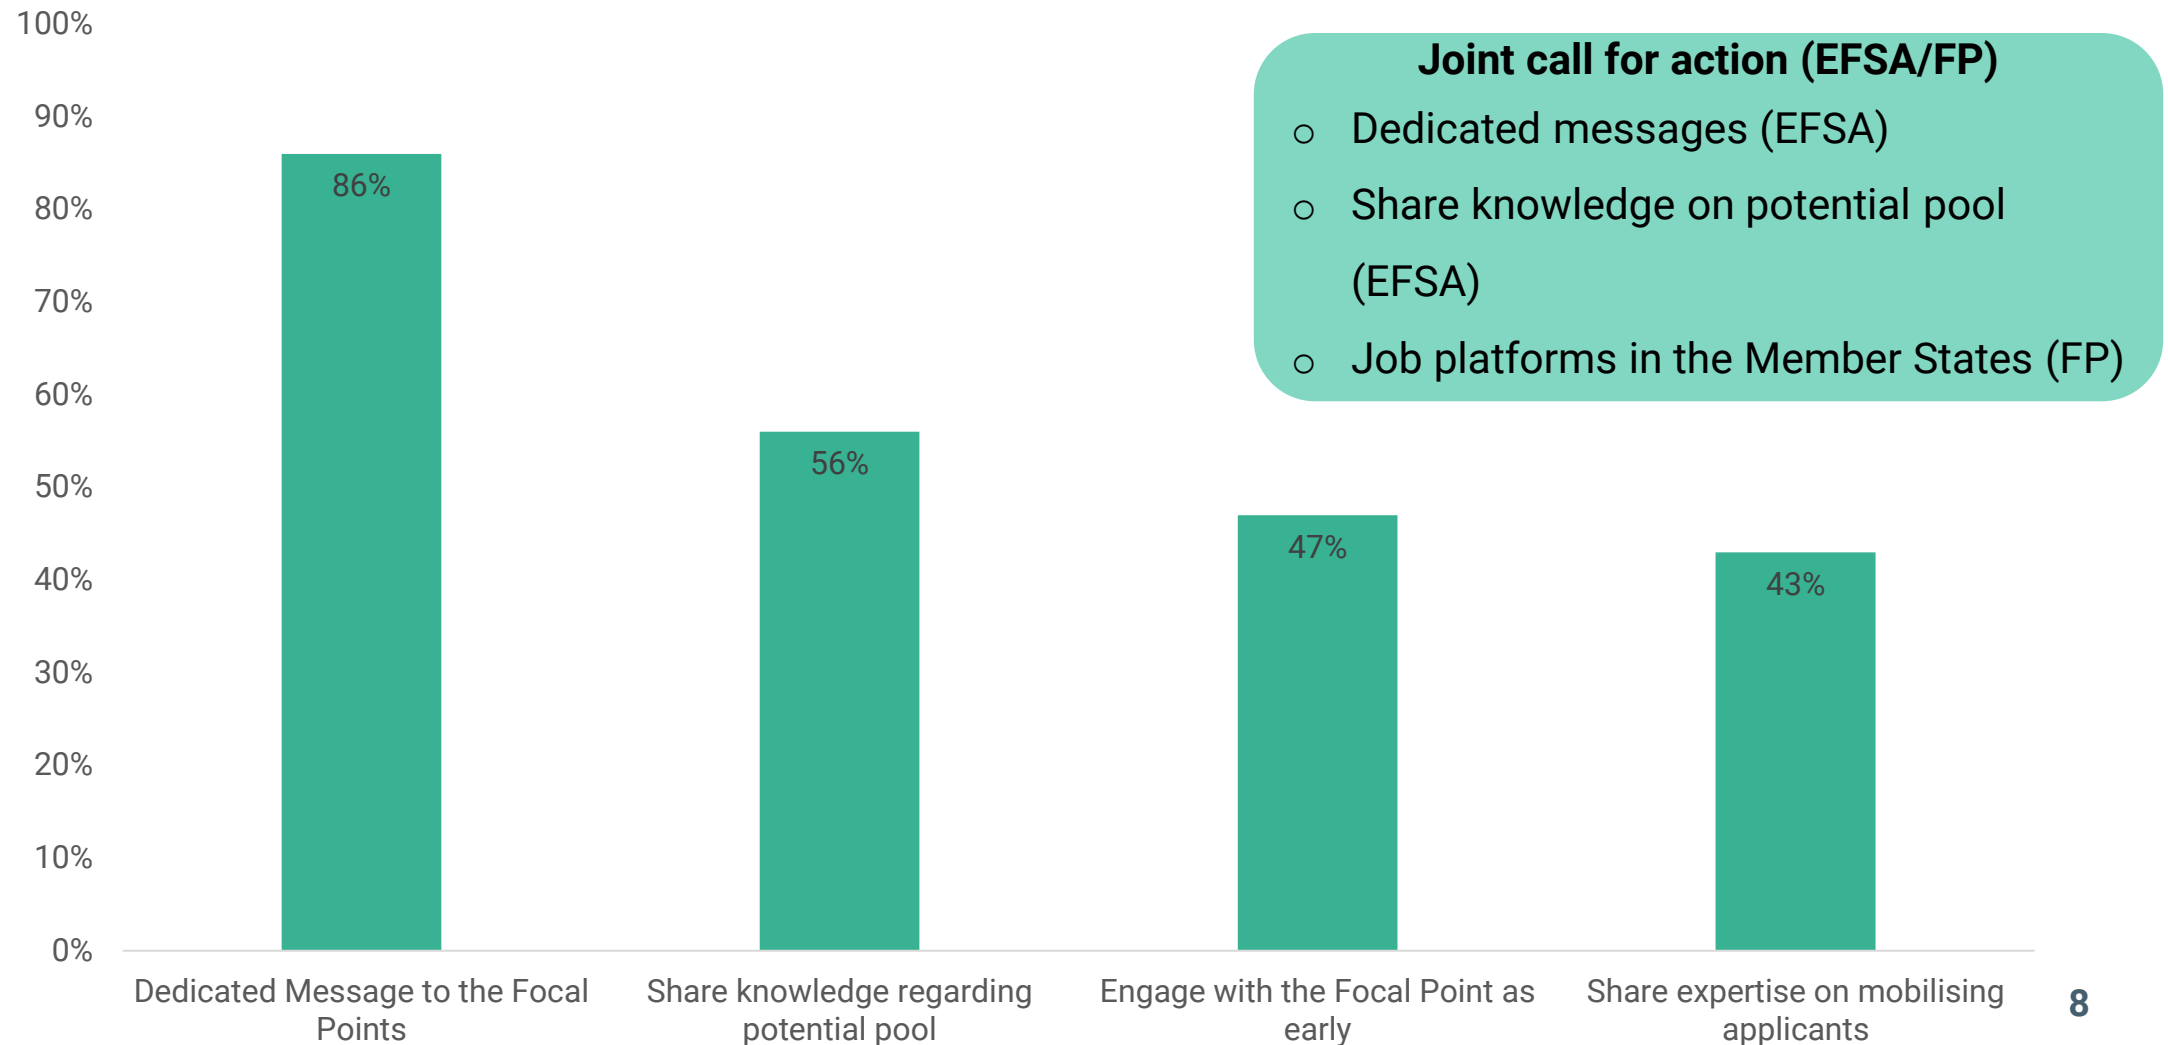 100%
90%
80%
70%
60%
50%
40%
30%
20%
10%
0%
86%
56%
47%
43%
Dedicated Message to the Focal
Points
Share knowledge regarding
potential pool
Engage with the Focal Point as
early
Share expertise on mobilising
applicants
Joint call for action (EFSA/FP)
o Dedicated messages (EFSA)
o Share knowledge on potential pool
(EFSA)
o Job platforms in the Member States (FP)
8